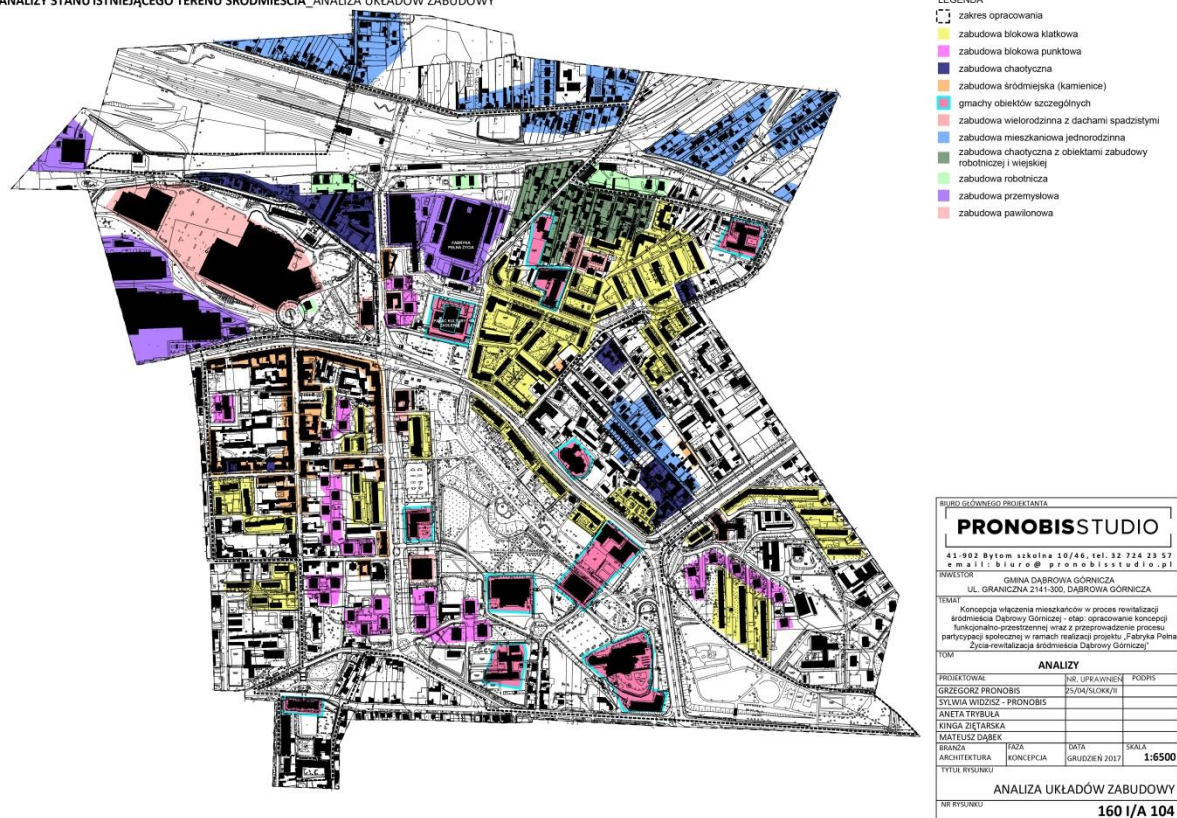 ANALIZY STANU ISTNIEJĄCEGO TERENU ŚRÓDMIEŚCIA_ANALIZA UKŁADÓW ZABUDOWY
LEGENDA
zakres opracowania
zabudowa blokowa klatkowa
zabudowa blokowa punktowa
zabudowa chaotyczna
zabudowa śródmiejska (kamienice)
gmachy obiektów szczególnych
zabudowa wielorodzinna z dachami spadzistymi
zabudowa mieszkaniowa jednorodzinna
zabudowa chaotyczna z obiektami zabudowy
robotniczej i wiejskiej
zabudowa robotnicza
zabudowa przemysłowa
zabudowa pawilonowa
FABRYKA
PEŁNA ŻYCIA
PAŁAC KULTURY
ZAGŁĘBIA
BIURO GŁÓWNEGO PROJEKTANTA
PRONOBISSTUDIO
41-902 Bytom szkolna 10/46, tel. 32 724 23 57
email: biuro@pronobisstudio.pl
INWESTOR
GMINA DĄBROWA GÓRNICZA
UL. GRANICZNA 2141-300, DĄBROWA GÓRNICZA
TEMAT
Koncepcja włączenia mieszkańców w proces rewitalizacji
śródmieścia Dąbrowy Górniczej - etap: opracowanie koncepcji
funkcjonalno-przestrzennej wraz z przeprowadzenie procesu
partycypacji społecznej w ramach realizacji projektu „Fabryka Pełna
Życia-rewitalizacja śródmieścia Dąbrowy Górniczej"
TOM
ANALIZY
PROJEKTOWAŁ NR. UPRAWNIEŃ PODPIS
GRZEGORZ PRONOBIS 25/04/SLOKK/II
SYLWIA WIDZISZ - PRONOBIS
ANETA TRYBUŁA
KINGA ZIĘTARSKA
MATEUSZ DĄBEK
BRANŻA FAZA DATA SKALA
ARCHITEKTURA KONCEPCJA GRUDZIEŃ 2017 1:6500
TYTUŁ RYSUNKU
ANALIZA UKŁADÓW ZABUDOWY
NR RYSUNKU
160 I/A 104